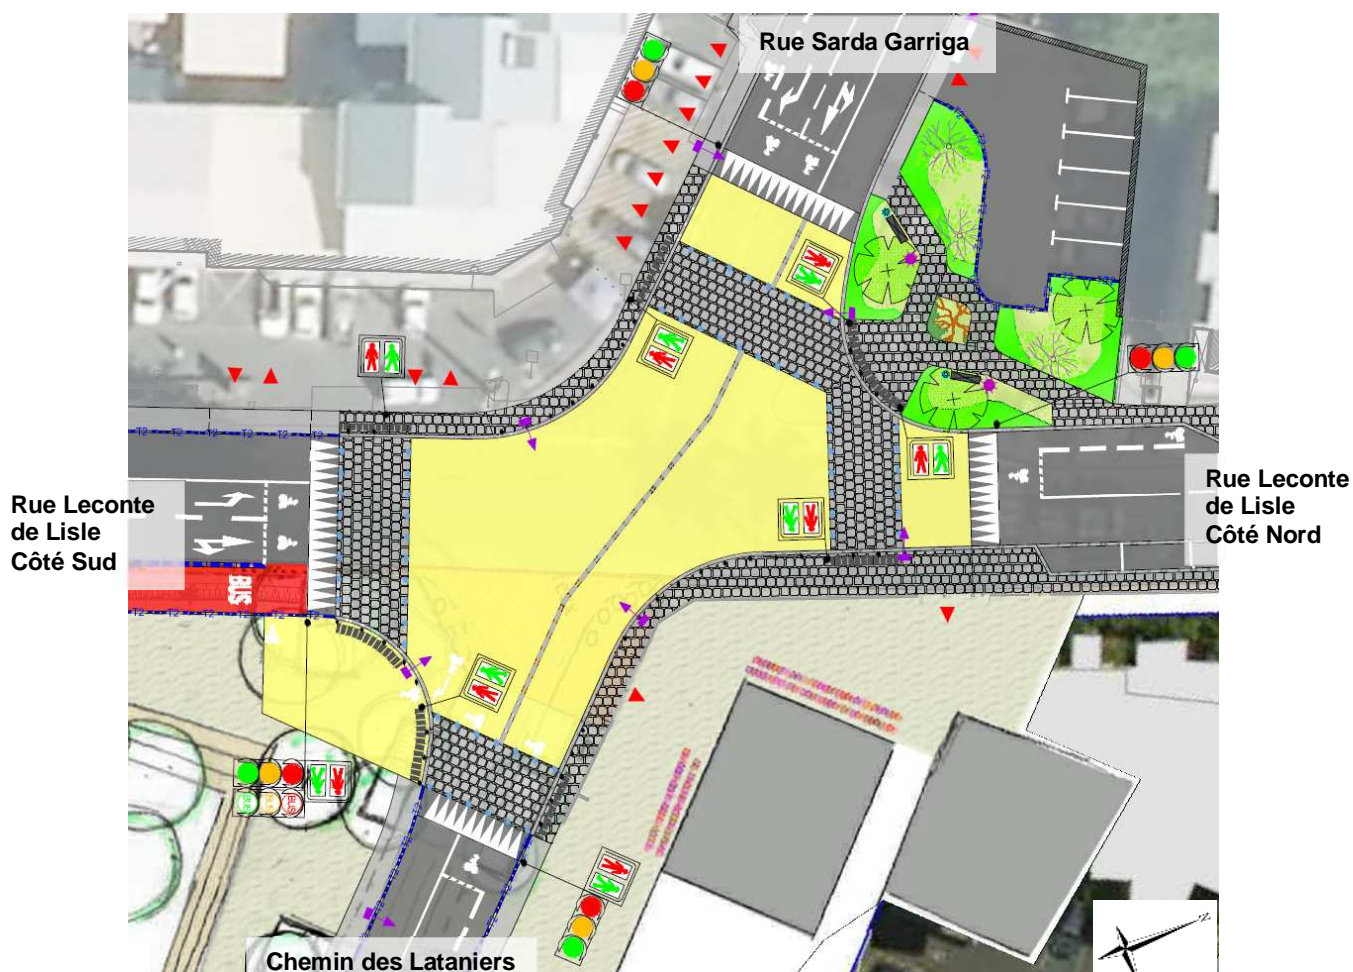 Rue Sarda Garriga
Rue Leconte
de Lisle
Côté Sud
Rue Leconte
de Lisle
Côté Nord
BUS
BUS
Chemin des Lataniers